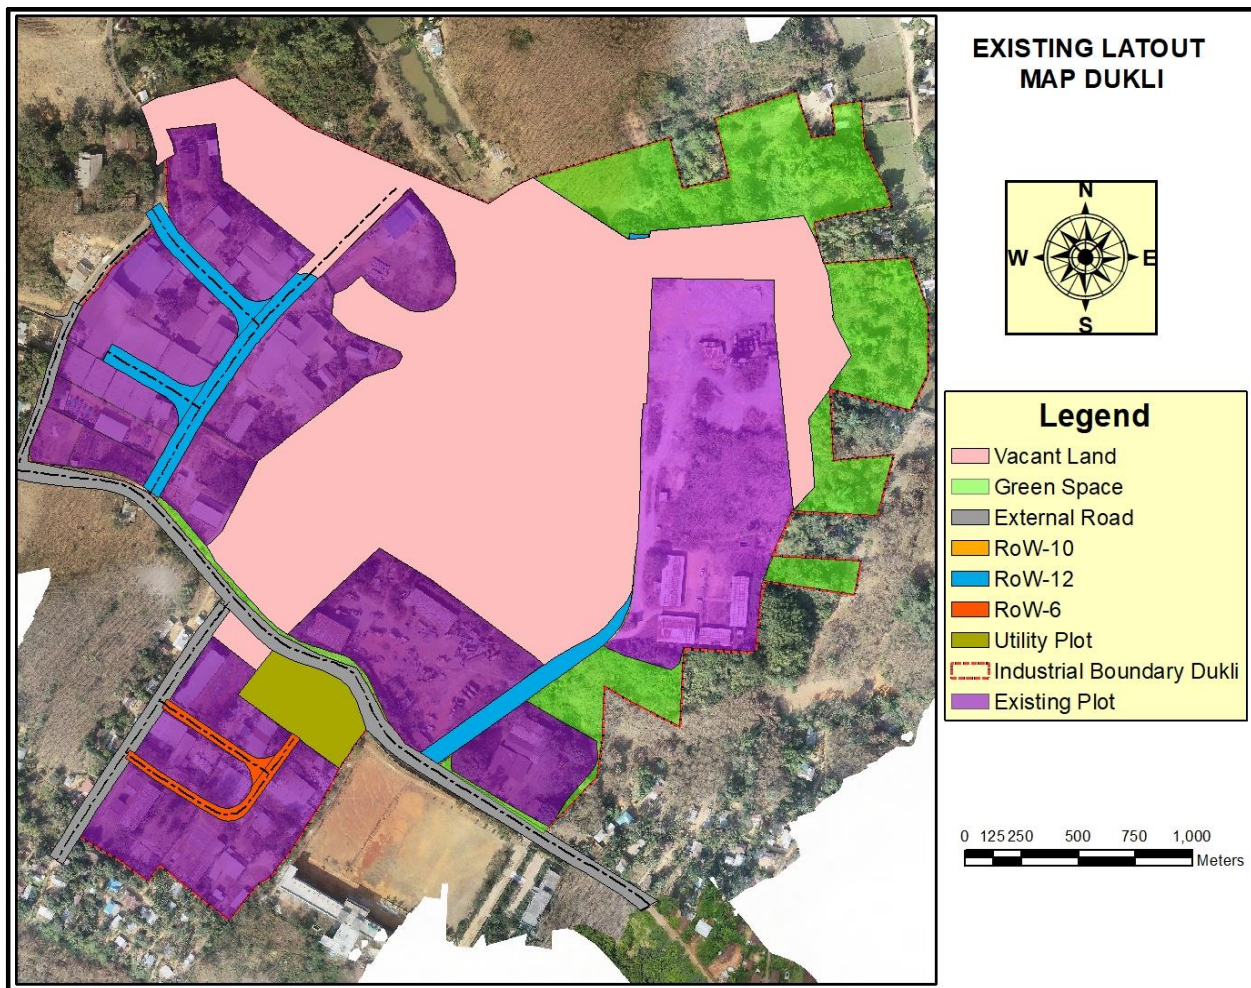 EXISTING LATOUT
MAP DUKLI
N
W E
S
Legend
Vacant Land
Green Space
External Road
RoW-10
RoW-12
RoW-6
Utility Plot
Industrial Boundary Dukli
Existing Plot
0 125 250 500 750 1,000
Meters